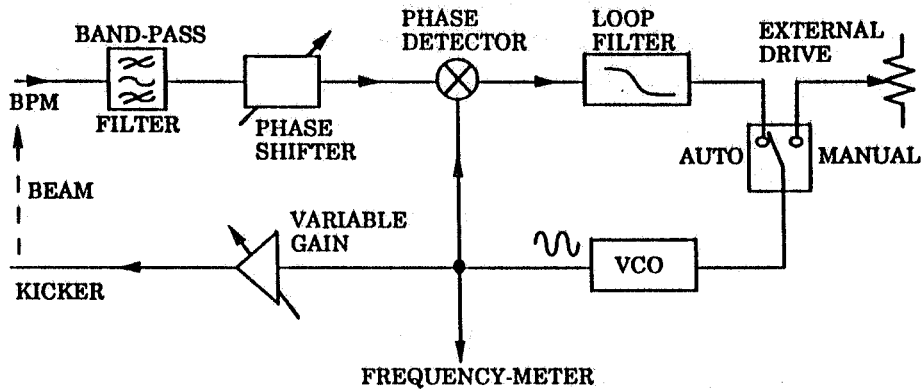 BAND-PASS
FILTER
BPM
PHASE
SHIFTER
PHASE
DETECTOR
LOOP
FILTER
EXTERNAL
DRIVE
AUTO
MANUAL
BEAM
VARIABLE
GAIN
VCO
KICKER
FREQUENCY-METER